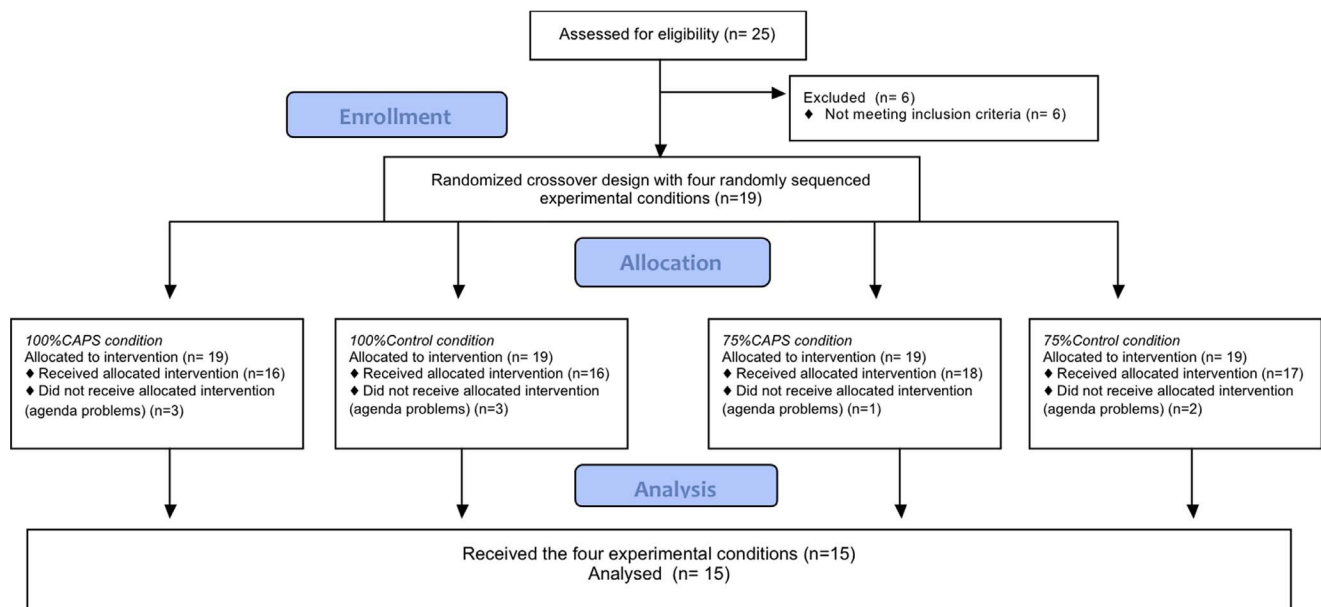 Assessed for eligibility (n= 25)
Enrollment
Excluded (n= 6)
♦ Not meeting inclusion criteria (n= 6)
Randomized crossover design with four randomly sequenced
experimental conditions (n=19)
Allocation
100%CAPS condition
Allocated to intervention (n= 19)
♦ Received allocated intervention (n=16)
♦ Did not receive allocated intervention
(agenda problems) (n=3)
100%Control condition
Allocated to intervention (n= 19)
♦ Received allocated intervention (n=16)
♦ Did not receive allocated intervention
(agenda problems) (n=3)
75%CAPS condition
Allocated to intervention (n= 19)
♦ Received allocated intervention (n=18)
♦ Did not receive allocated intervention
(agenda problems) (n=1)
75%Control condition
Allocated to intervention (n= 19)
♦ Received allocated intervention (n=17)
♦ Did not receive allocated intervention
(agenda problems) (n=2)
Analysis
Received the four experimental conditions (n=15)
Analysed (n= 15)